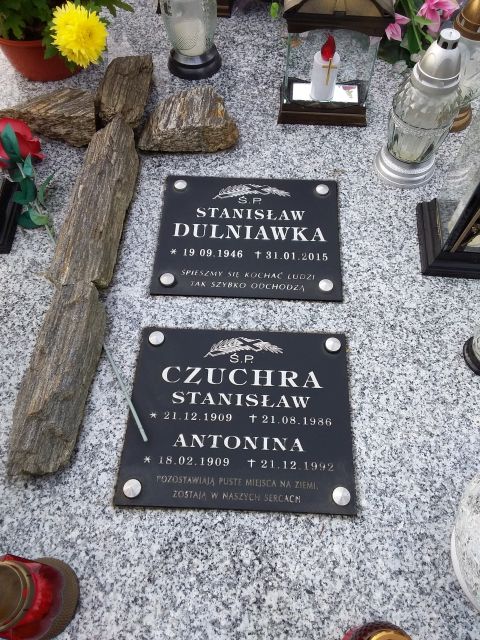 Ś.P.
STANISŁAW
DULNIAWKA
* 19.09.1946 † 31.01.2015
ŚPIESZMY SIĘ KOCHAĆ LUDZI
TAK SZYBKO ODCHODZĄ
Ś.P.
CZUCHRA
STANISŁAW
* 21.12.1909 † 21.08.1986
ANTONINA
* 18.02.1909 † 21.12.1992
POZOSTAWIAJĄ PUSTE MIEJSCA NA ZIEMI,
ZOSTAJĄ W NASZYCH SERCACH